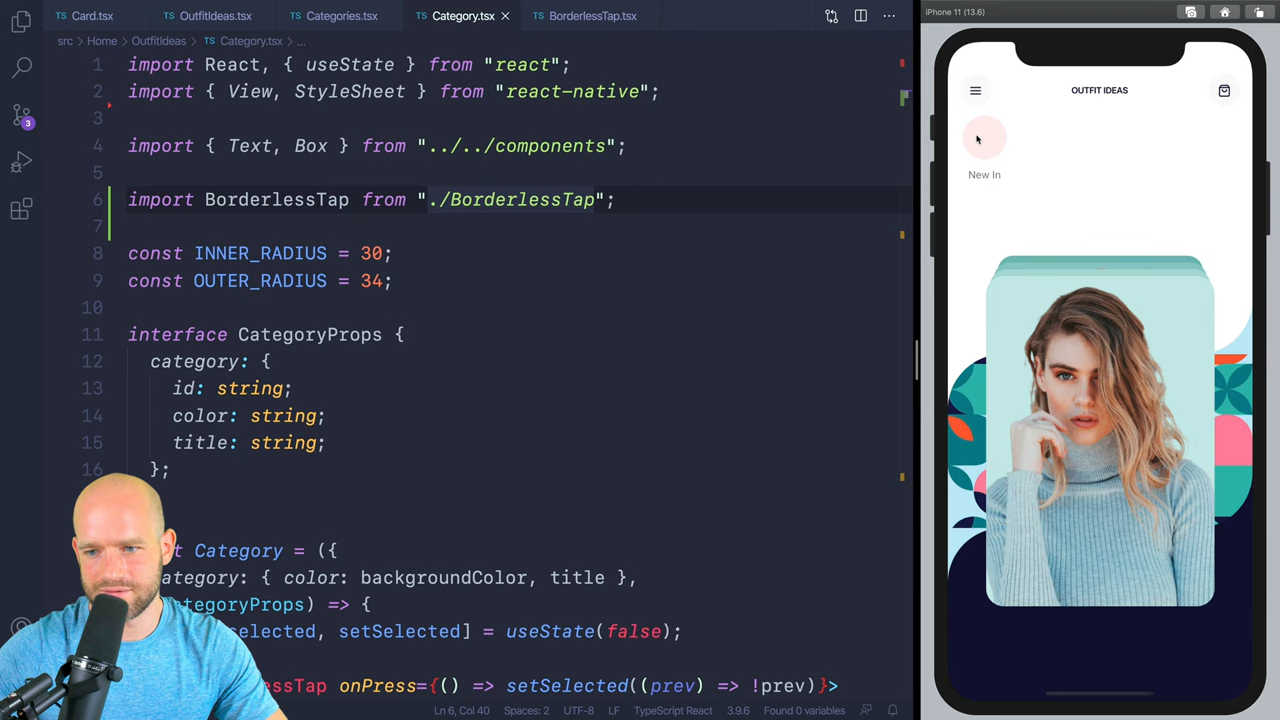 Card.tsx
OutfitIdeas.tsx
Categories.tsx
Category.tsx
BorderlessTap.tsx
src > Home > OutfitIdeas > Category.tsx > ...
1 import React, { useState } from "react";
2 import { View, StyleSheet } from "react-native";
3
4 import { Text, Box } from "../../components";
5
6 import BorderlessTap from "./BorderlessTap";
7
8 const INNER_RADIUS = 30;
9 const OUTER_RADIUS = 34;
10
11 interface CategoryProps {
12 category: {
13 id: string;
14 color: string;
15 title: string;
16 };
t Category = ({
ategory: { color: backgroundColor, title },
ategoryProps) => {
elected, setSelected] = useState(false);
essTap onPress={() => setSelected((prev) => !prev)}>
3
Ln 6, Col 40
Spaces: 2
UTF-8
LF
TypeScript React
3.9.6
Found 0 variables
iPhone 11 (13.6)
OUTFIT IDEAS
New In